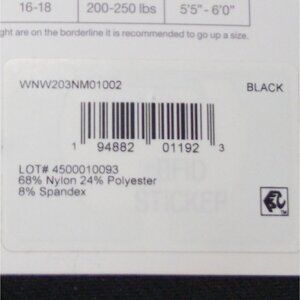 16-18 200-250 lbs 5'5" - 6'0"
ght are on the borderline it is recommended to go up a size.
WNW203NM01002 BLACK
1 94882 01192 3
LOT# 4500010093
68% Nylon 24% Polyester
8% Spandex
STICKER